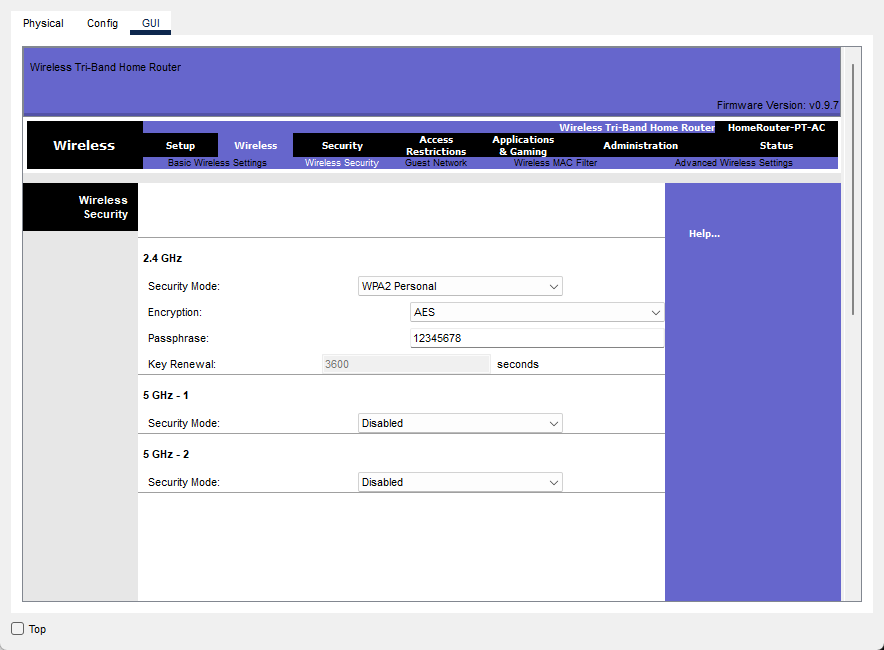 Physical Config GUI
Wireless Tri-Band Home Router
Firmware Version: v0.9.7
Wireless Tri-Band Home Router HomeRouter-PT-AC
Wireless
Setup Wireless Security Access Restrictions Applications & Gaming Administration Status
Basic Wireless Settings Wireless Security Guest Network Wireless MAC Filter Advanced Wireless Settings
Wireless
Security
Help...
2.4 GHz
Security Mode: WPA2 Personal
Encryption: AES
Passphrase: 12345678
Key Renewal: 3600 seconds
5 GHz - 1
Security Mode: Disabled
5 GHz - 2
Security Mode: Disabled
Top